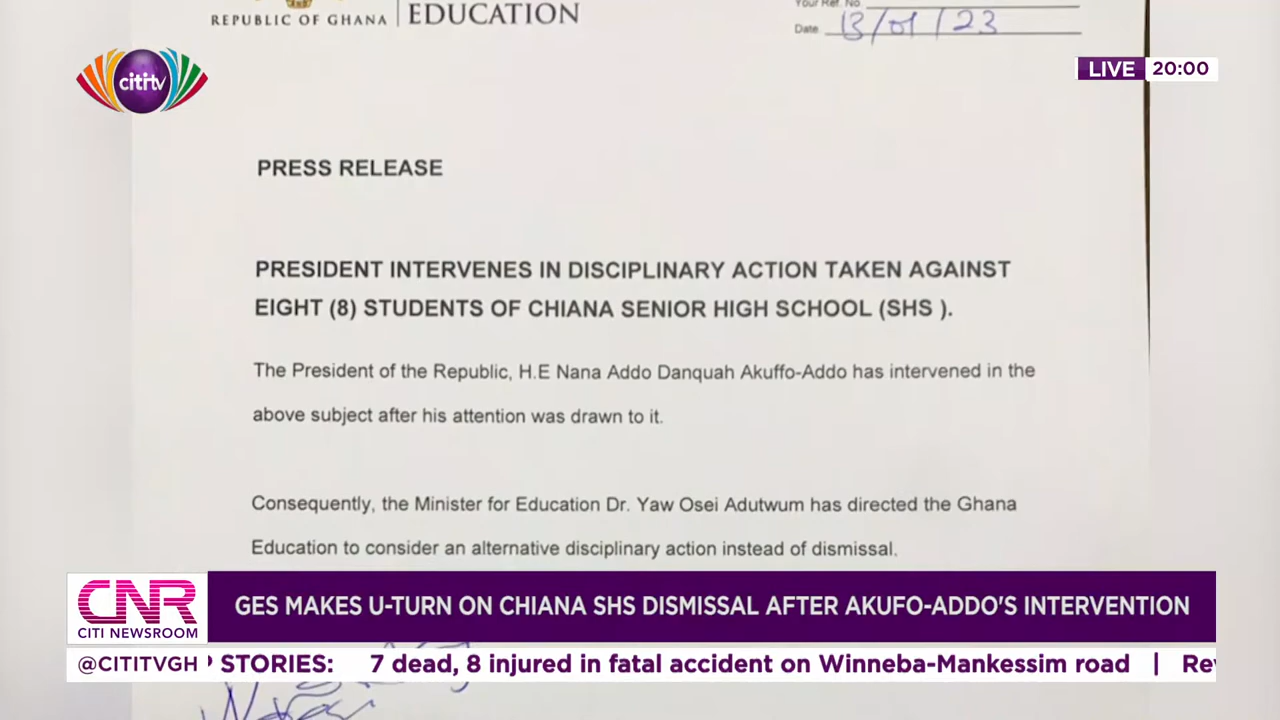 REPUBLIC OF GHANA
EDUCATION
Your Ref. No
Date 13/01/23
citi tv
LIVE 20:00
PRESS RELEASE
PRESIDENT INTERVENES IN DISCIPLINARY ACTION TAKEN AGAINST
EIGHT (8) STUDENTS OF CHIANA SENIOR HIGH SCHOOL (SHS ).
The President of the Republic, H.E Nana Addo Danquah Akuffo-Addo has intervened in the
above subject after his attention was drawn to it.
Consequently, the Minister for Education Dr. Yaw Osei Adutwum has directed the Ghana
Education to consider an alternative disciplinary action instead of dismissal.
CNR
CITI NEWSROOM
GES MAKES U-TURN ON CHIANA SHS DISMISSAL AFTER AKUFO-ADDO'S INTERVENTION
@CITITVGH P STORIES: 7 dead, 8 injured in fatal accident on Winneba-Mankessim road | Rev